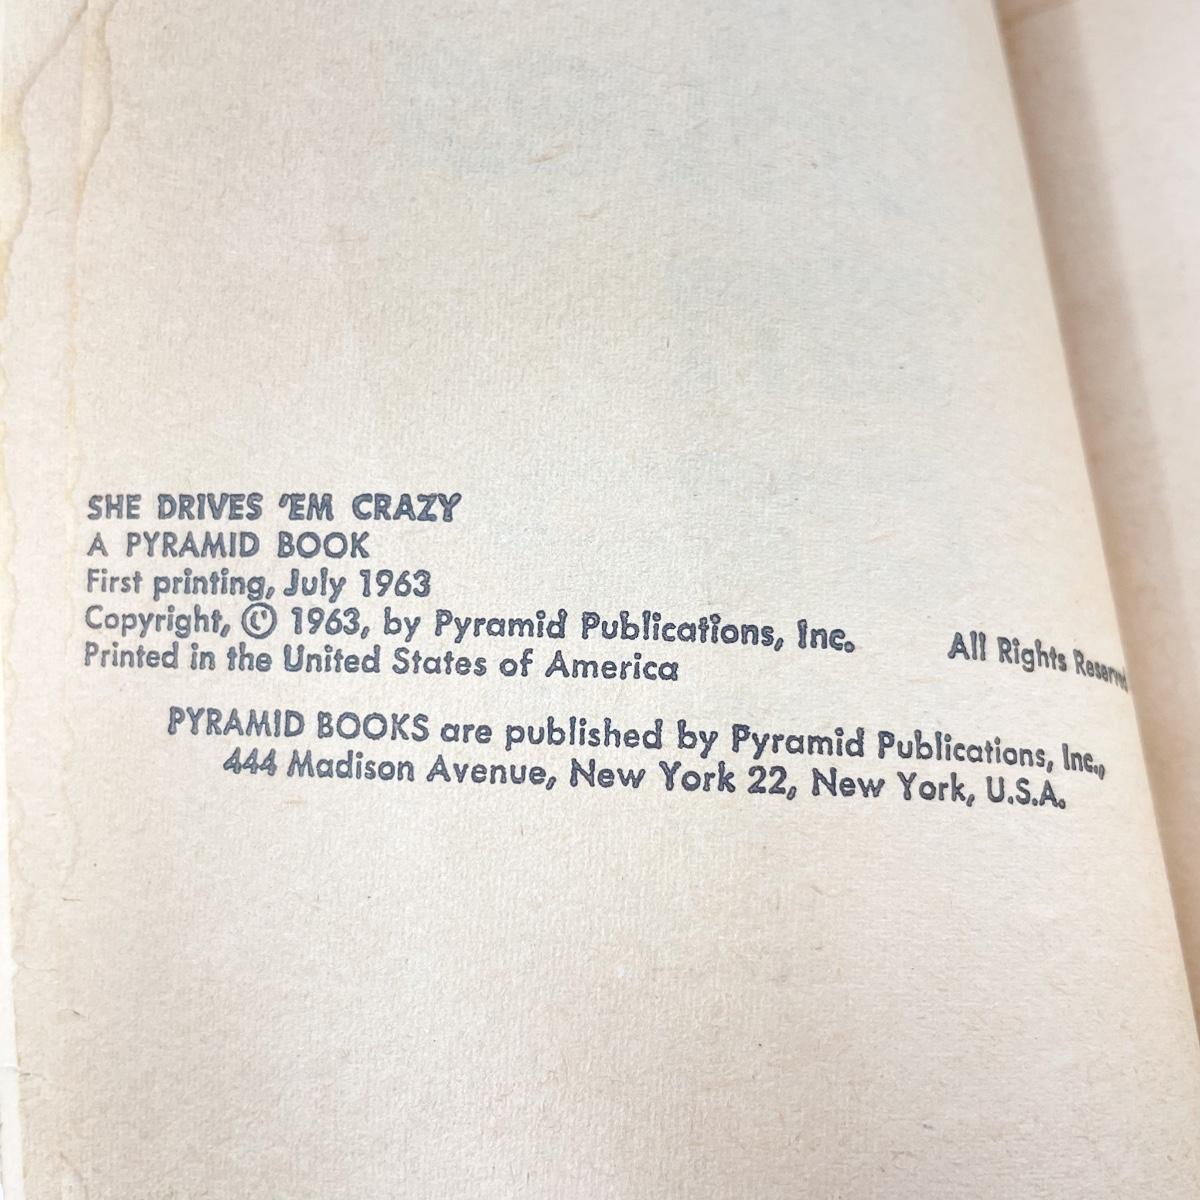 SHE DRIVES 'EM CRAZY
A PYRAMID BOOK
First printing, July 1963
Copyright, © 1963, by Pyramid Publications, Inc. All Rights Reserved
Printed in the United States of America
PYRAMID BOOKS are published by Pyramid Publications, Inc.,
444 Madison Avenue, New York 22, New York, U.S.A.